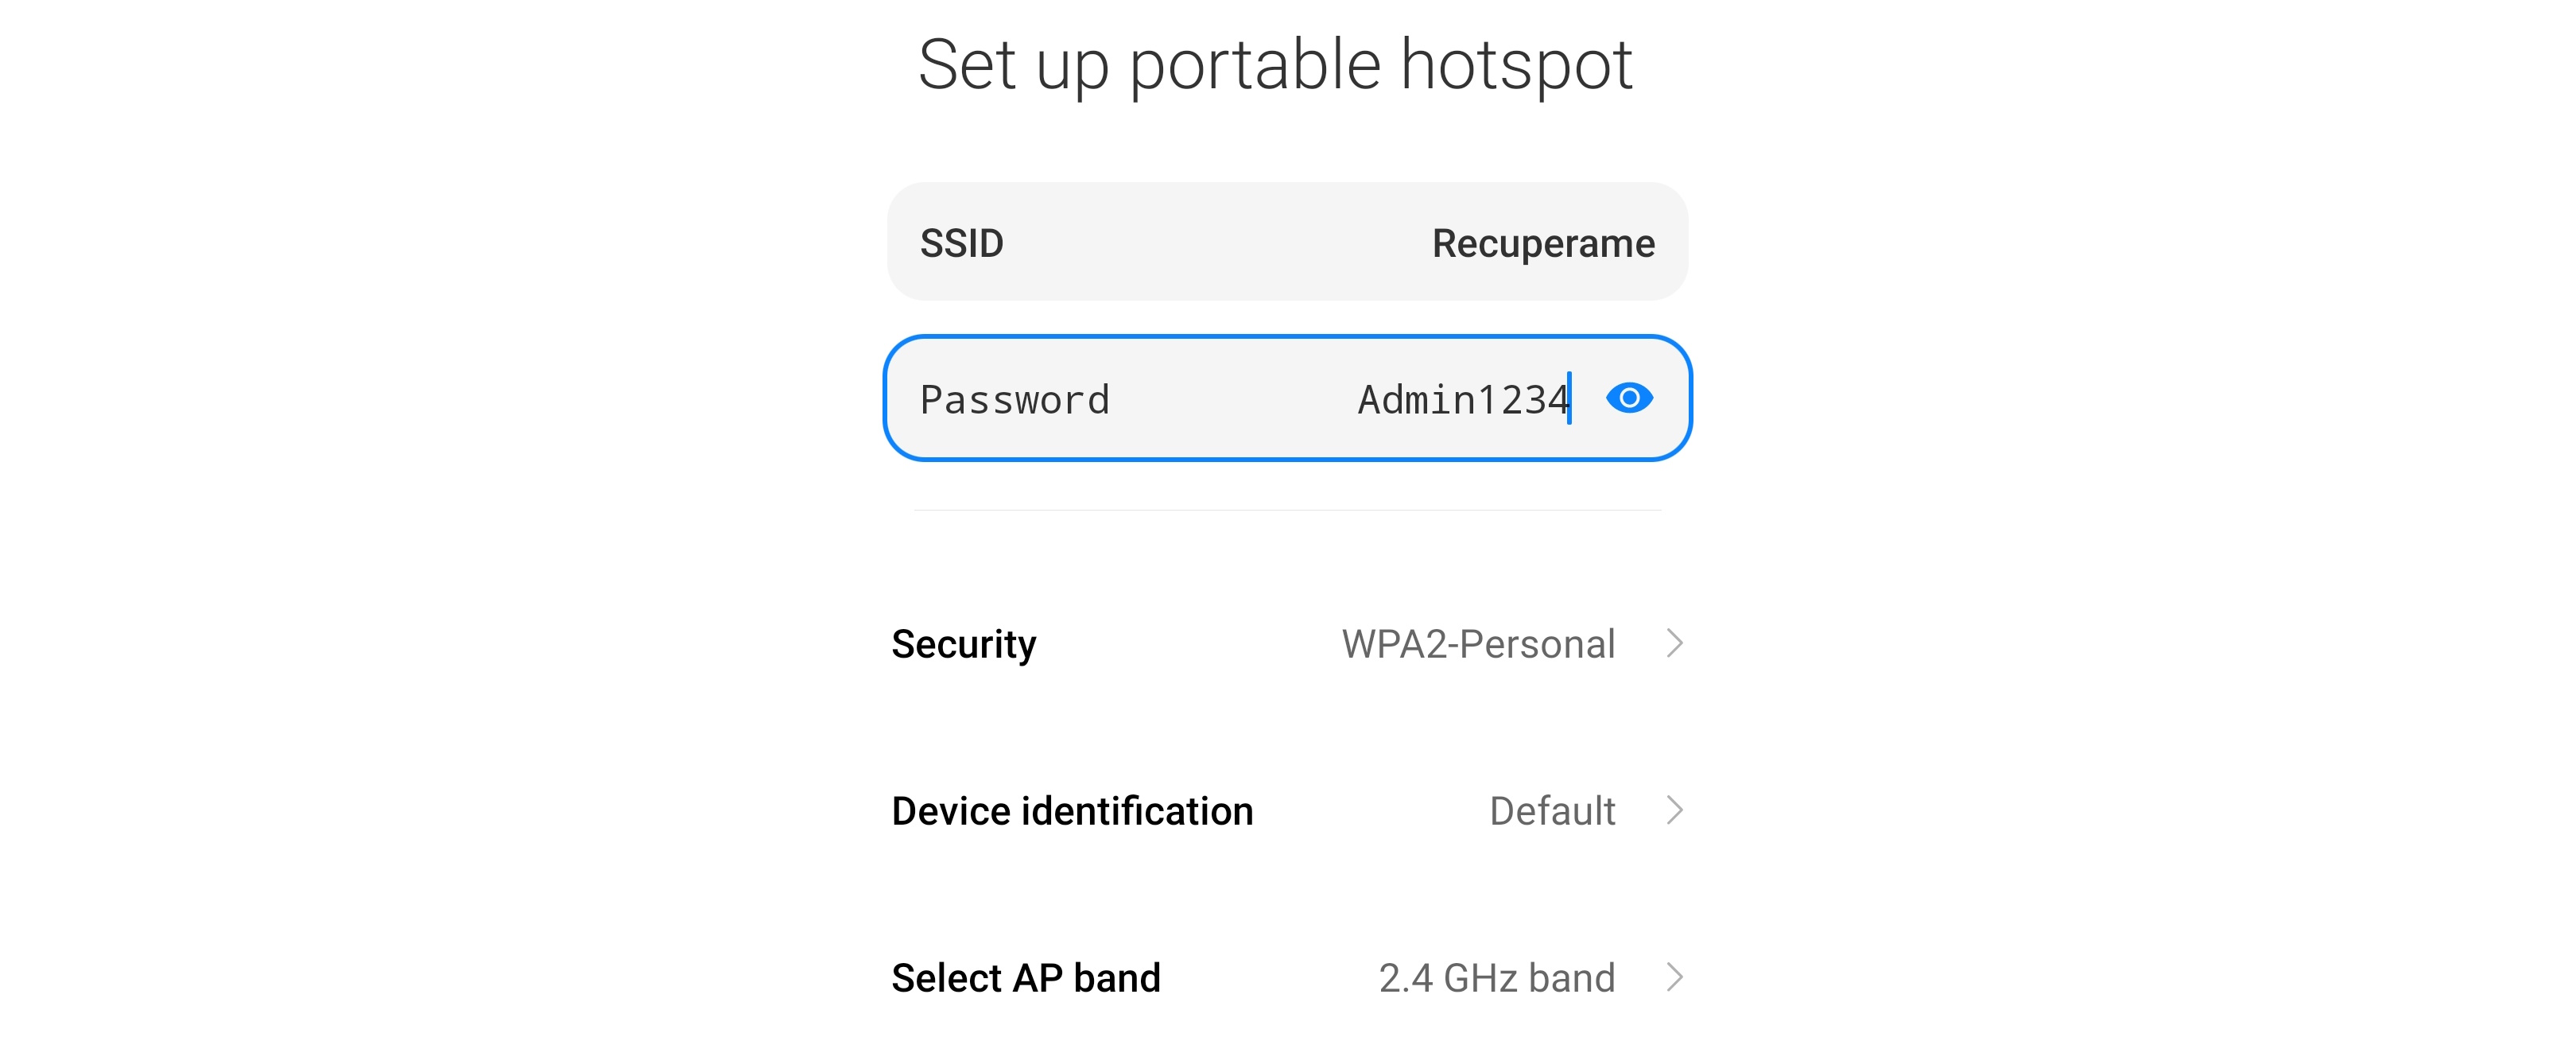 Set up portable hotspot
SSID Recuperame
Password Admin1234
Security WPA2-Personal
Device identification Default
Select AP band 2.4 GHz band